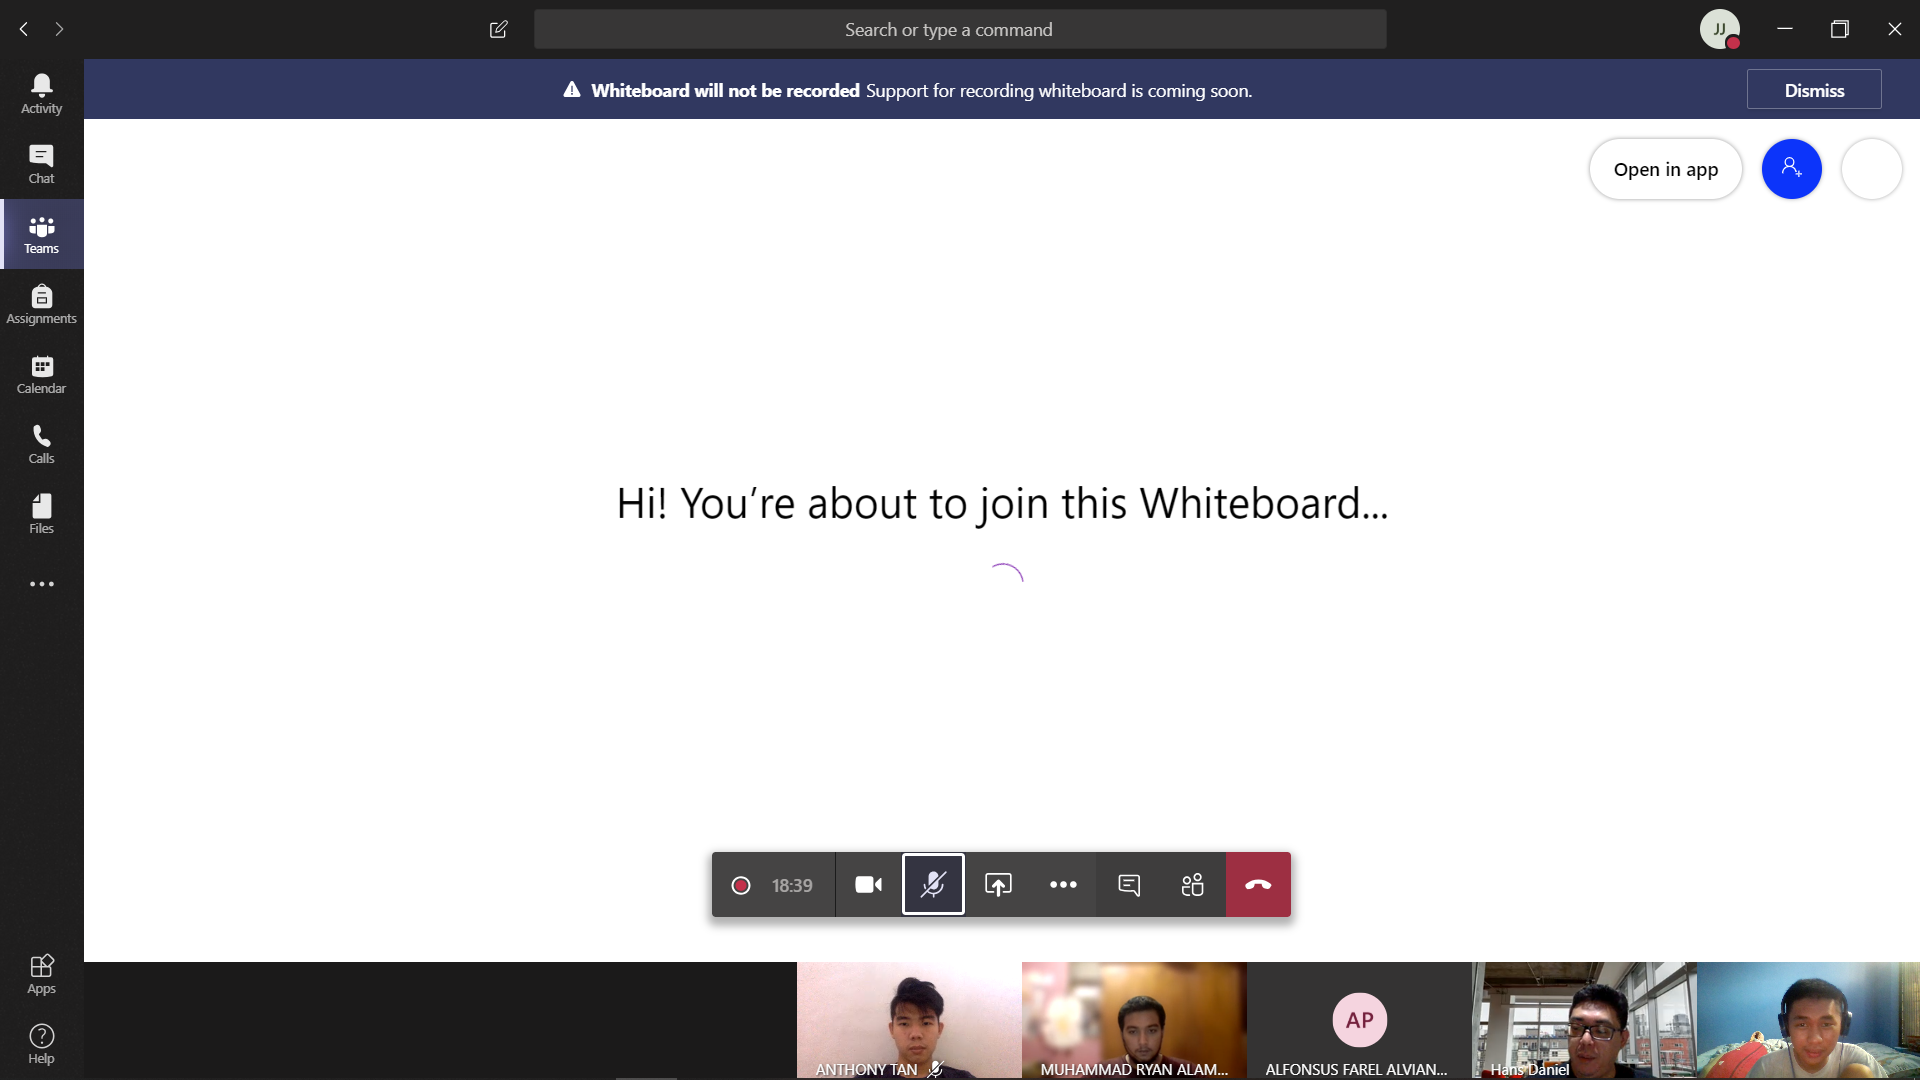 Search or type a command
JJ
Activity
Whiteboard will not be recorded Support for recording whiteboard is coming soon.
Dismiss
Chat
Open in app
Teams
Assignments
Calendar
Calls
Files
Hi! You’re about to join this Whiteboard...
18:39
Apps
Help
AP
ANTHONY TAN
MUHAMMAD RYAN ALAM...
ALFONSUS FAREL ALVIAN...
Hans Daniel